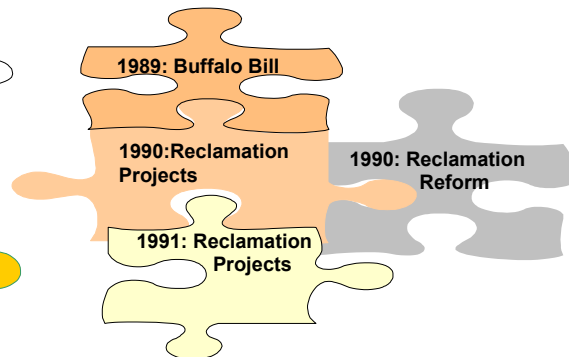 1989: Buffalo Bill
1990:Reclamation
Projects
1990: Reclamation
Reform
1991: Reclamation
Projects